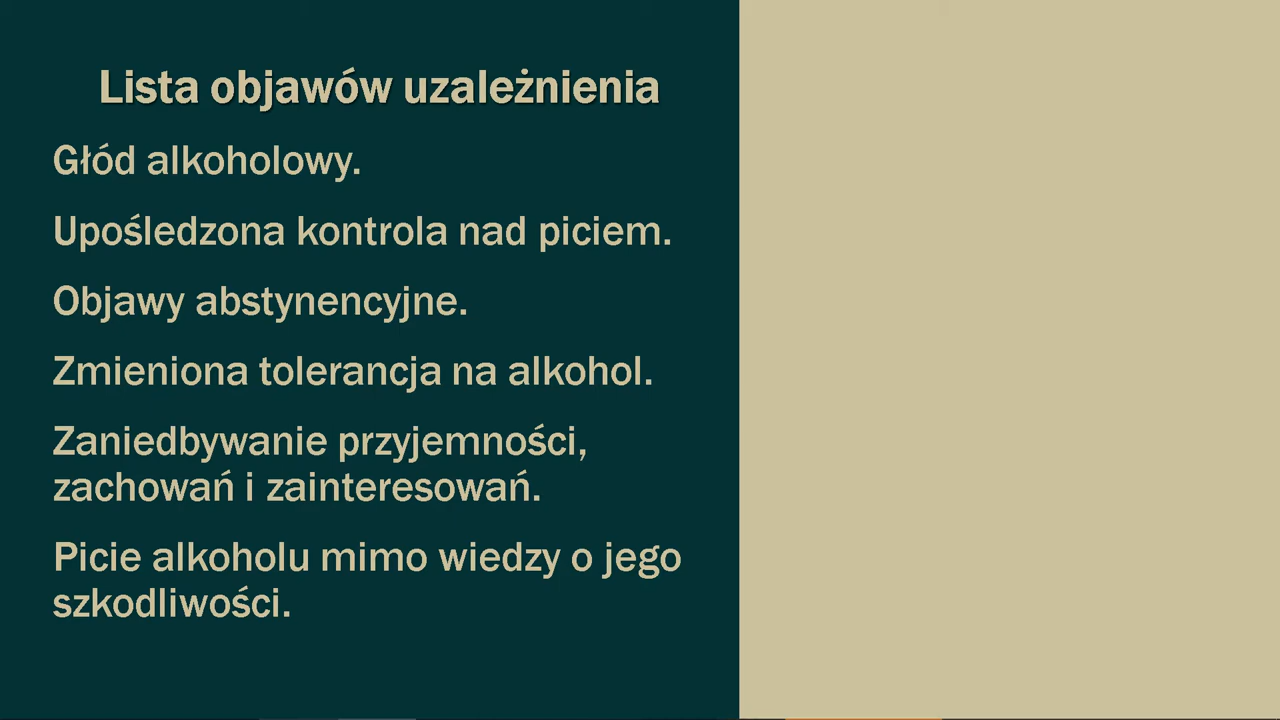 Lista objawów uzależnienia
Głód alkoholowy.
Upośledzona kontrola nad piciem.
Objawy abstynencyjne.
Zmieniona tolerancja na alkohol.
Zaniedbywanie przyjemności,
zachowań i zainteresowań.
Picie alkoholu mimo wiedzy o jego
szkodliwości.